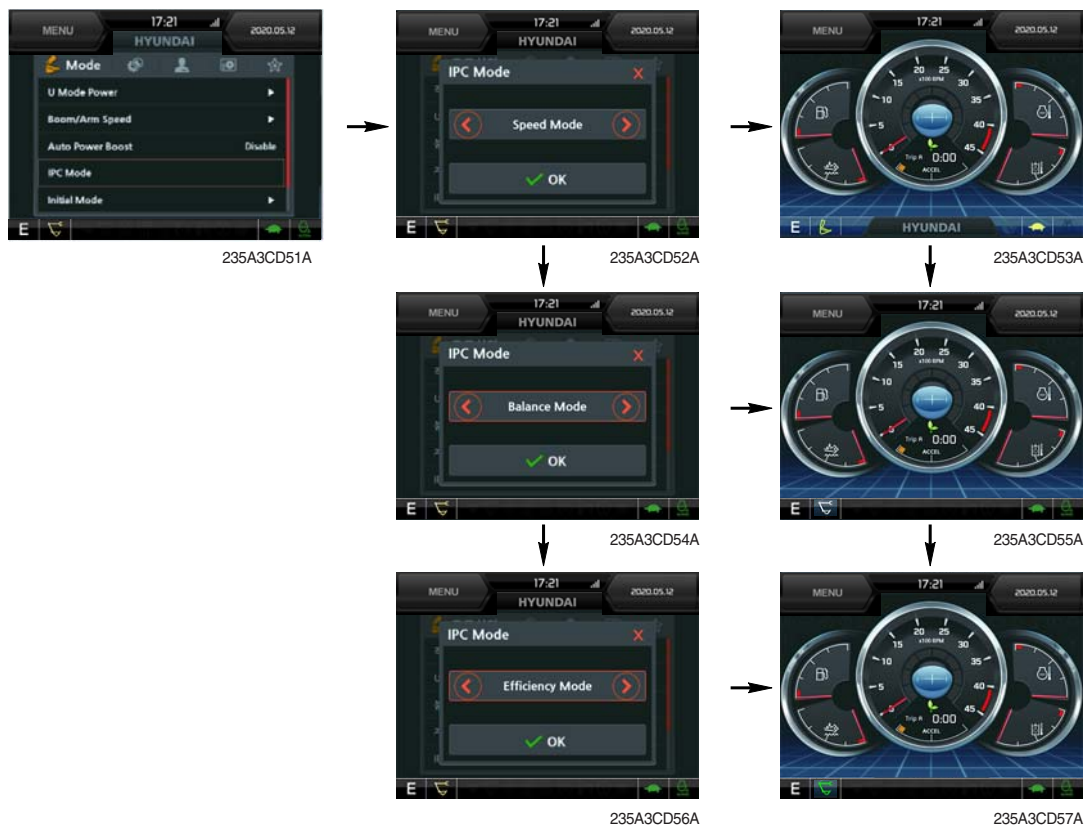 17:21
MENU
2020.05.12
HYUNDAI
Mode
U Mode Power
Boom/Arm Speed
Auto Power Boost Disable
IPC Mode
Initial Mode
E
235A3CD51A
17:21
MENU
2020.05.12
HYUNDAI
IPC Mode X
Speed Mode
OK
E
235A3CD52A
17:21
MENU
2020.05.12
20 25
x100 RPM
15 30
10 35
5 40
0 45
Trip A 0:00
ACCEL
E
HYUNDAI
235A3CD53A
17:21
MENU
2020.05.12
HYUNDAI
IPC Mode X
Balance Mode
OK
E
235A3CD54A
17:21
MENU
2020.05.12
20 25
x100 RPM
15 30
10 35
5 40
0 45
Trip A 0:00
ACCEL
E
235A3CD55A
17:21
MENU
2020.05.12
HYUNDAI
IPC Mode X
Efficiency Mode
OK
E
235A3CD56A
17:21
MENU
2020.05.12
20 25
x100 RPM
15 30
10 35
5 40
0 45
Trip A 0:00
ACCEL
E
235A3CD57A